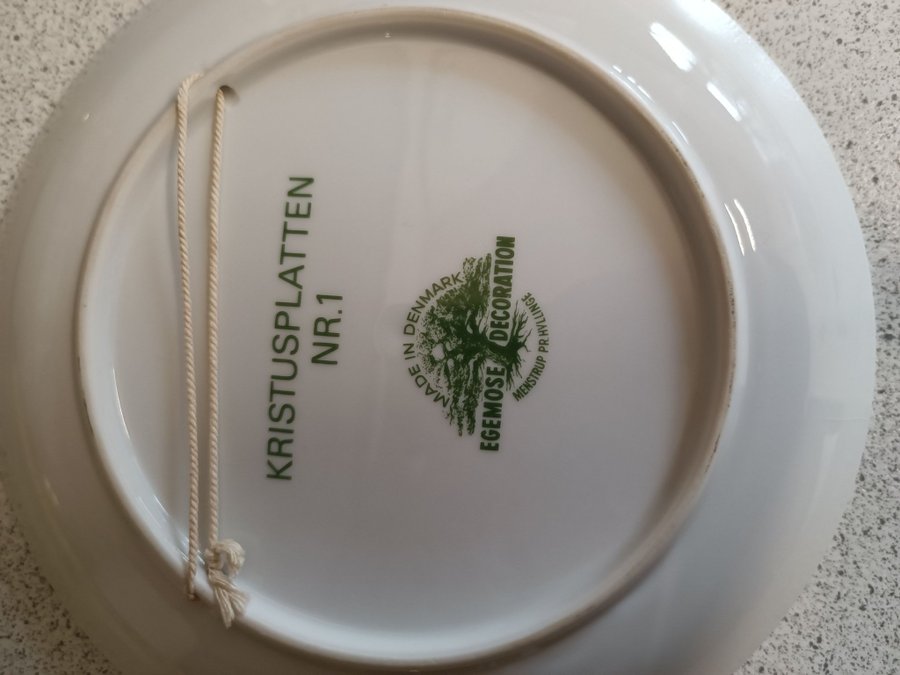 KRISTUSPLATTEN
NR.1
MADE IN DENMARK
EGEMOSE DECORATION
MENSTRUP PR. HYLLINGE